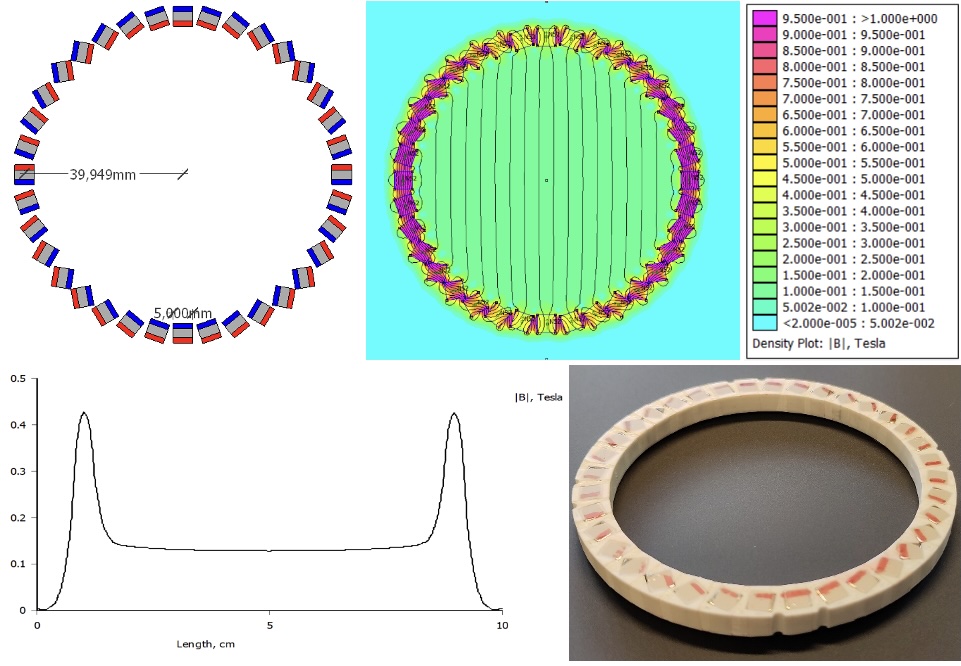 39,949mm
5,000mm
9.500e-001 : >1.000e+000
9.000e-001 : 9.500e-001
8.500e-001 : 9.000e-001
8.000e-001 : 8.500e-001
7.500e-001 : 8.000e-001
7.000e-001 : 7.500e-001
6.500e-001 : 7.000e-001
6.000e-001 : 6.500e-001
5.500e-001 : 6.000e-001
5.000e-001 : 5.500e-001
4.500e-001 : 5.000e-001
4.000e-001 : 4.500e-001
3.500e-001 : 4.000e-001
3.000e-001 : 3.500e-001
2.500e-001 : 3.000e-001
2.000e-001 : 2.500e-001
1.500e-001 : 2.000e-001
1.000e-001 : 1.500e-001
5.002e-002 : 1.000e-001
<2.000e-005 : 5.002e-002
Density Plot: |B|, Tesla
0.5
0.4
0.3
0.2
0.1
0
0 5 10
Length, cm
|B|, Tesla